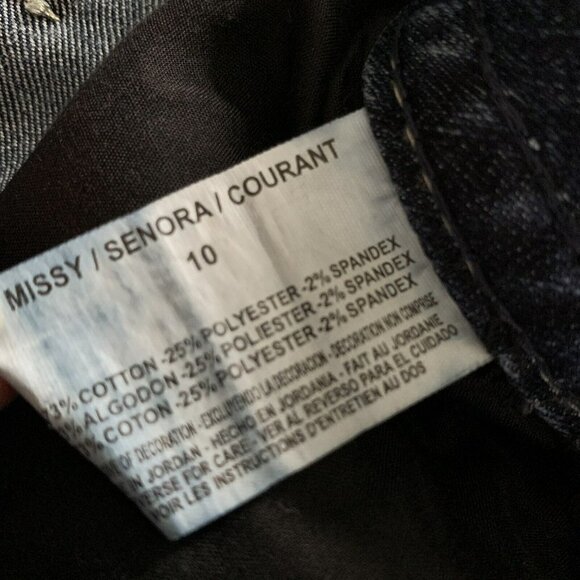 MISSY / SENORA / COURANT
10
COTTON -25% POLYESTER -2% SPANDEX
% ALGODON -25% POLIESTER -2% SPANDEX
% COTON -25% POLYESTER -2% SPANDEX
OF DECORATION - EXCLUYENDO LA DECORACION - DECORATION NON COMPOSE
IN JORDAN - HECHO EN JORDANIA - FAIT AU JORDANIE
FOR CARE. VER AL REVERSO PARA EL CUIDADO
VOIR LES INSTRUCTIONS D'ENTRETIEN AU DOS